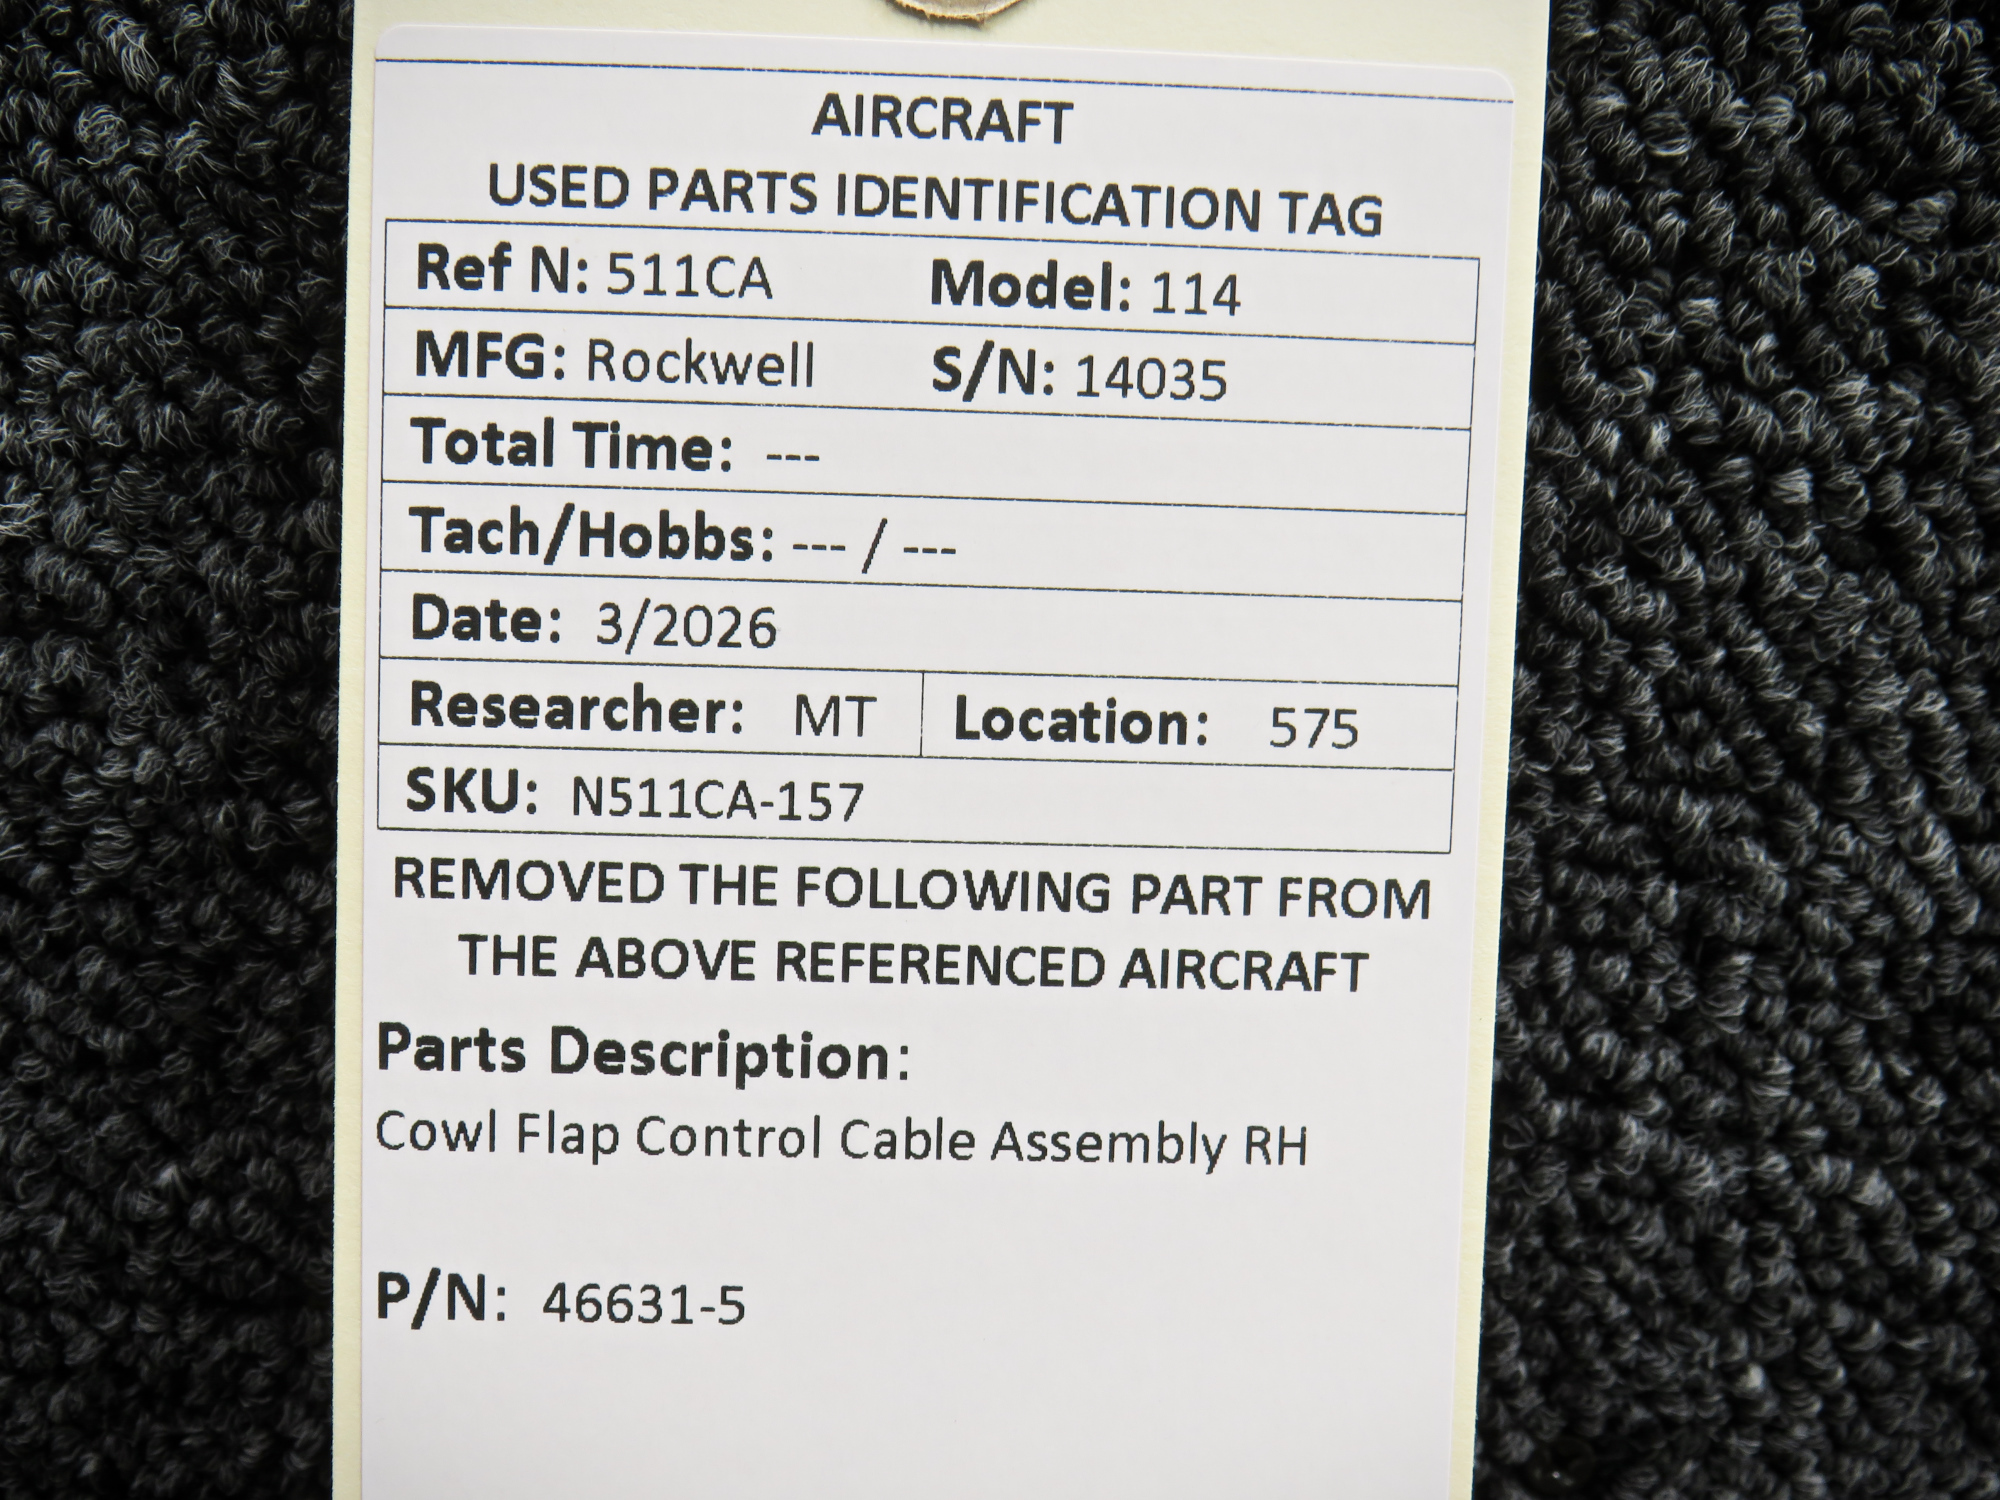 AIRCRAFT
USED PARTS IDENTIFICATION TAG
Ref N: 511CA Model: 114
MFG: Rockwell S/N: 14035
Total Time: ---
Tach/Hobbs: --- / ---
Date: 3/2026
Researcher: MT Location: 575
SKU: N511CA-157
REMOVED THE FOLLOWING PART FROM
THE ABOVE REFERENCED AIRCRAFT
Parts Description:
Cowl Flap Control Cable Assembly RH
P/N: 46631-5